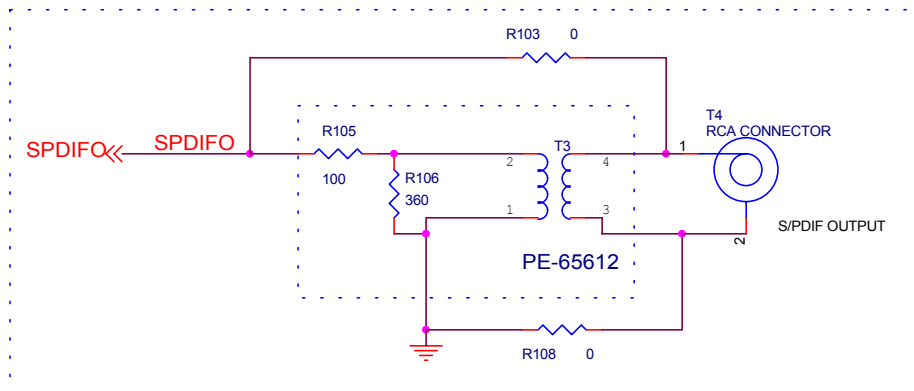 R103 0
T4
RCA CONNECTOR
SPDIFO
SPDIFO
R105
100
R106
360
2
1
T3
4
3
1
2
S/PDIF OUTPUT
PE-65612
R108 0